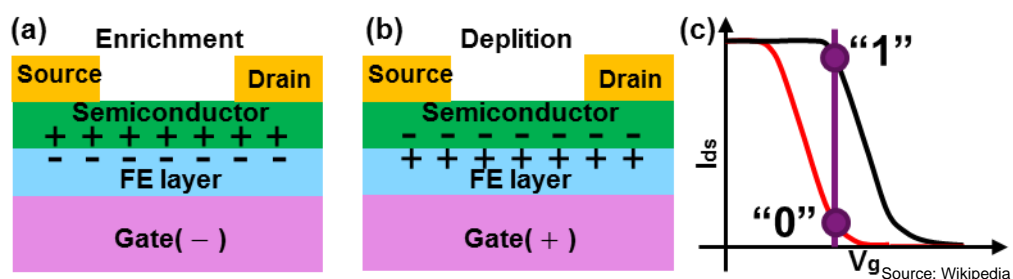 (a)
Enrichment
Source
Drain
Semiconductor
+ + + + + + +
- - - - - - -
FE layer
Gate( − )
(b)
Deplition
Source
Drain
Semiconductor
- - - - - - -
+ + + + + + +
FE layer
Gate( + )
(c)
“1”
Ids
“0”
Vg
Source: Wikipedia